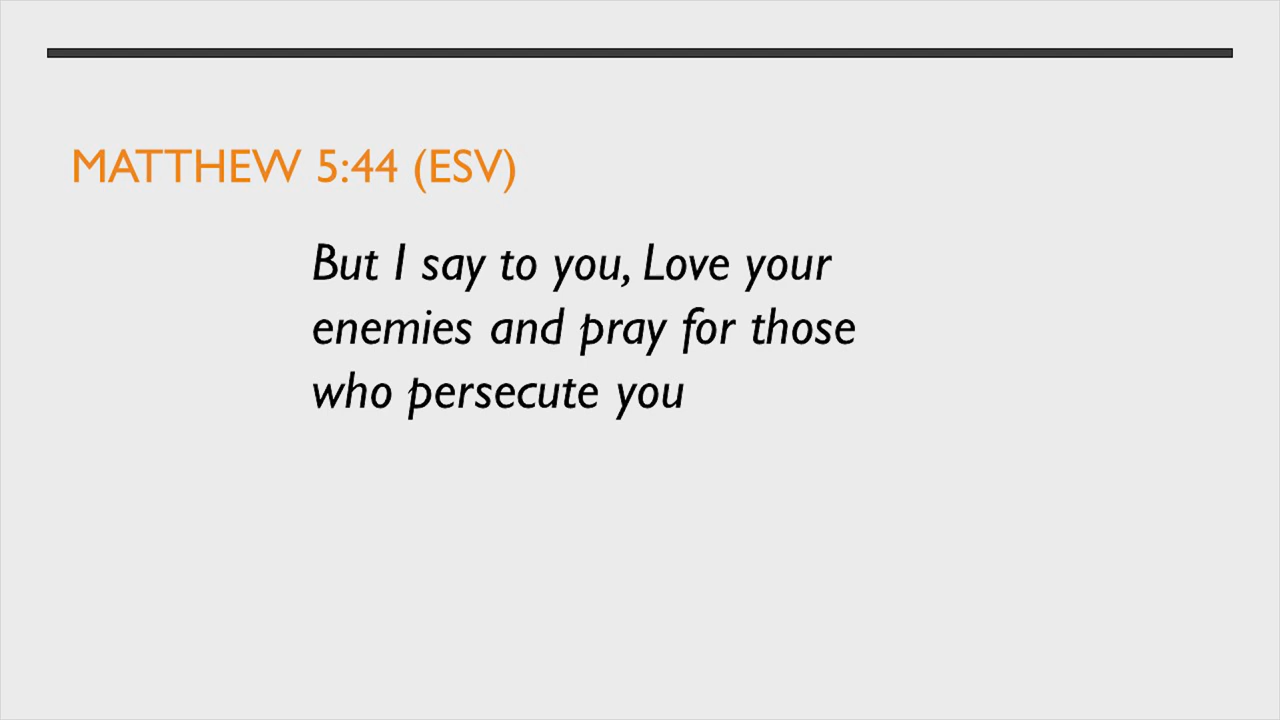 MATTHEW 5:44 (ESV)
But I say to you, Love your
enemies and pray for those
who persecute you